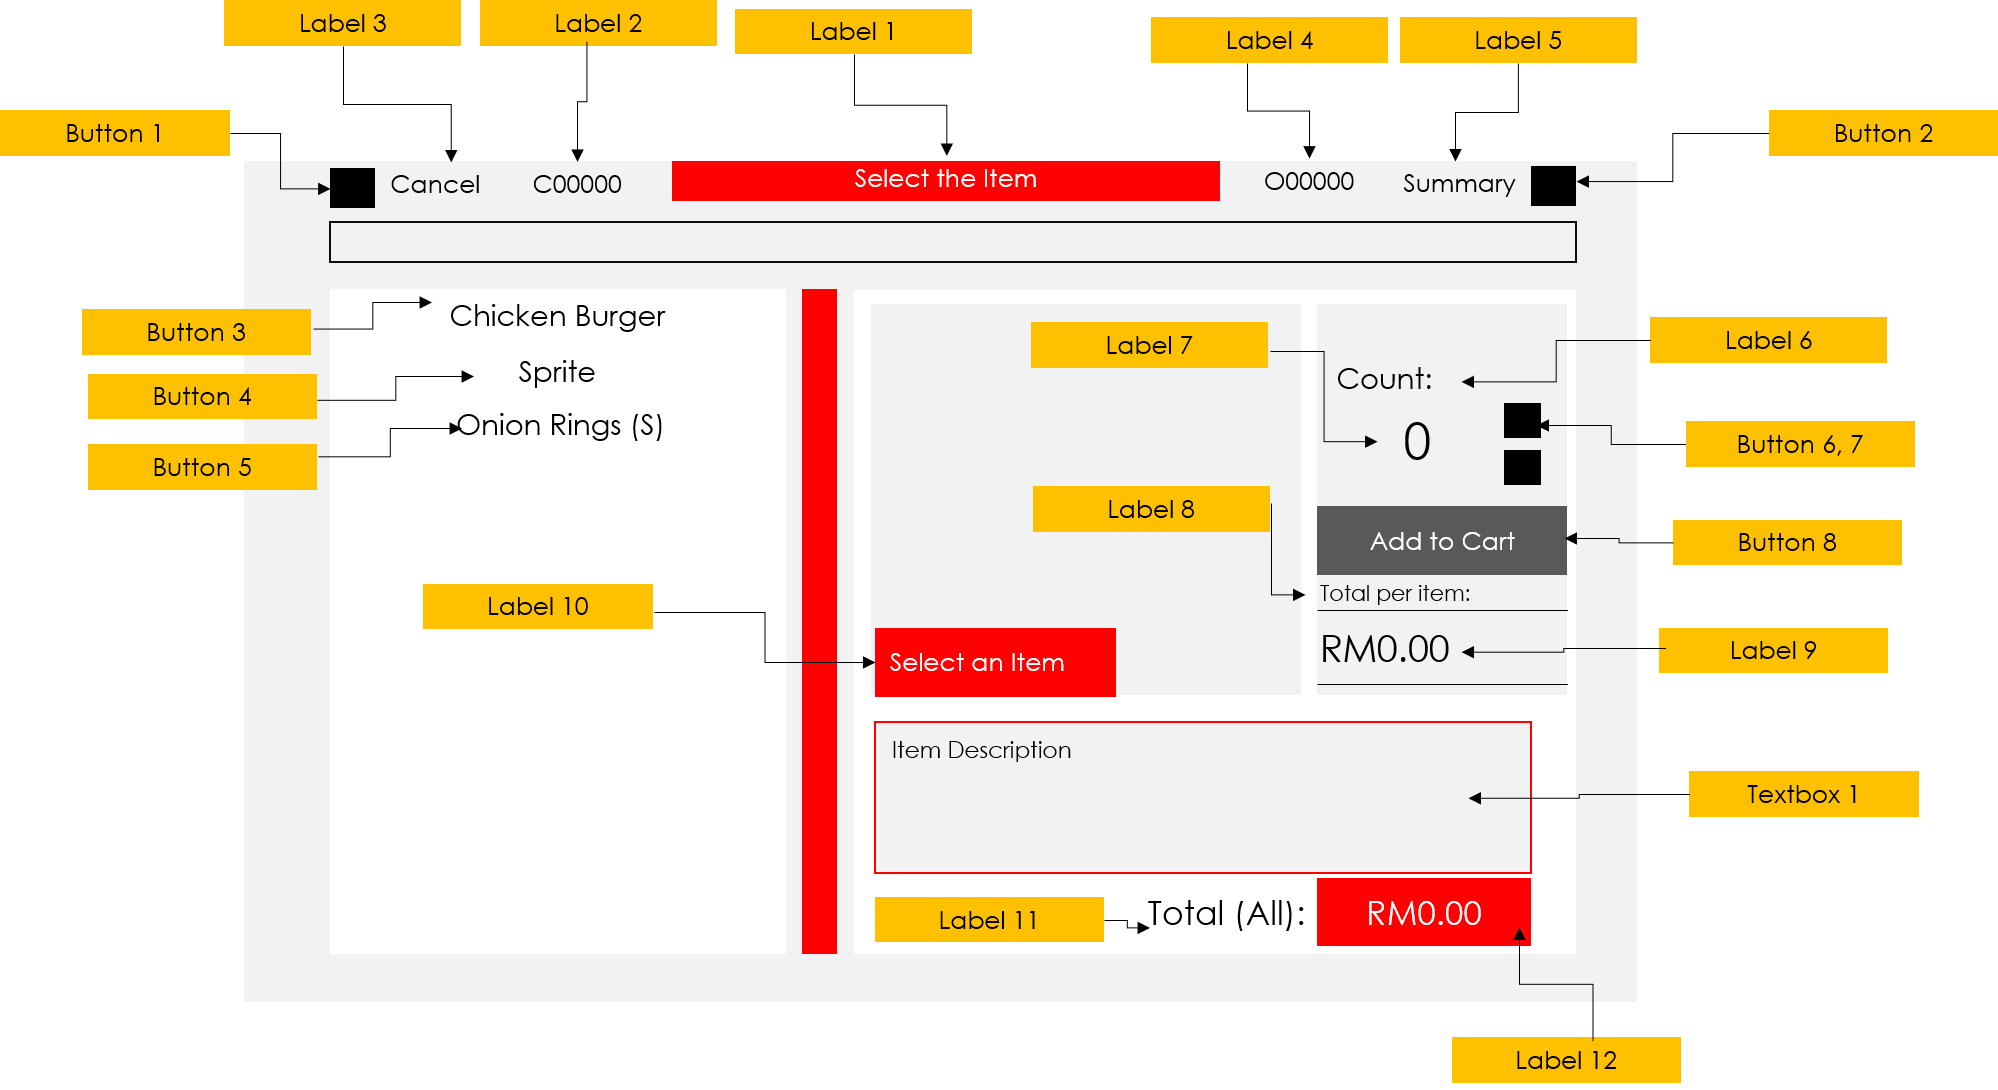 Label 3
Label 2
Label 1
Label 4
Label 5
Button 1
Button 2
Cancel
C00000
Select the Item
O00000
Summary
Button 3
Chicken Burger
Label 7
Label 6
Button 4
Sprite
Count:
Button 5
Onion Rings (S)
0
Button 6, 7
Label 8
Add to Cart
Button 8
Label 10
Total per item:
Select an Item
RM0.00
Label 9
Item Description
Textbox 1
Label 11
Total (All):
RM0.00
Label 12